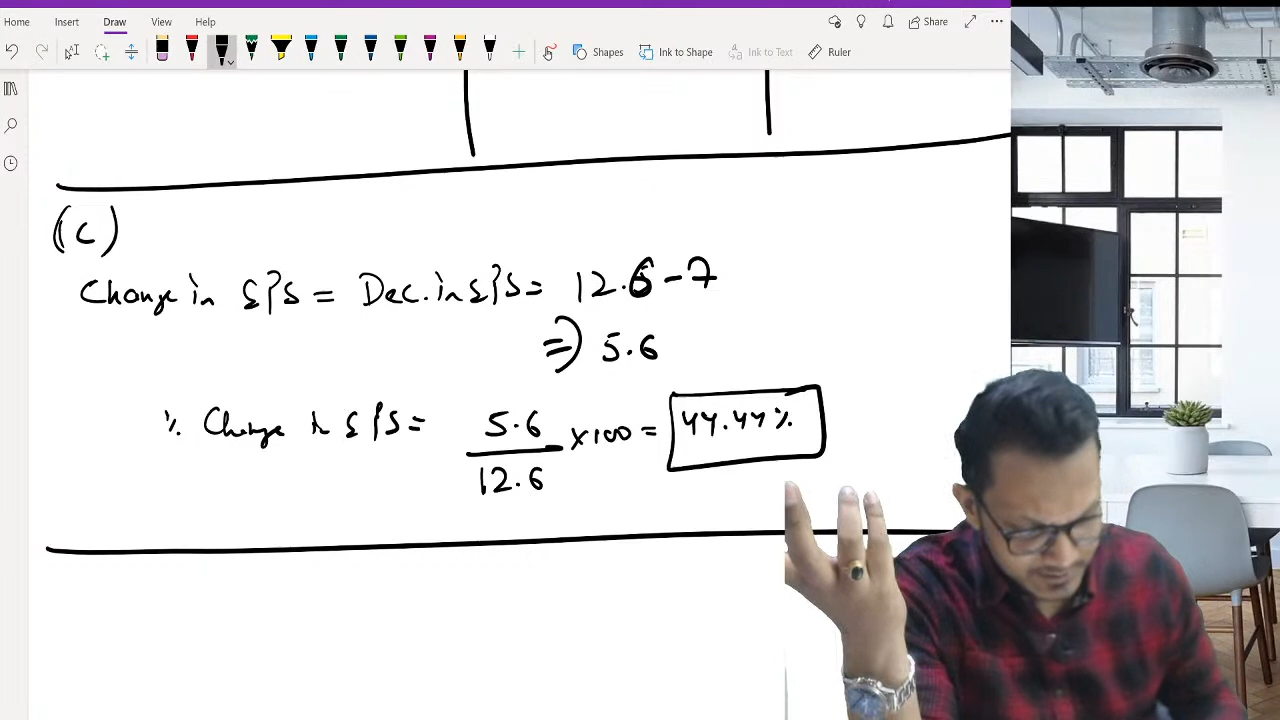 Home Insert Draw View Help Share
Shapes Ink to Shape Ink to Text Ruler
(C)
Change in EPS = Dec. in EPS = 12.6 - 7
⇒ 5.6
% Change in EPS = 5.6 / 12.6 × 100 = 44.44%